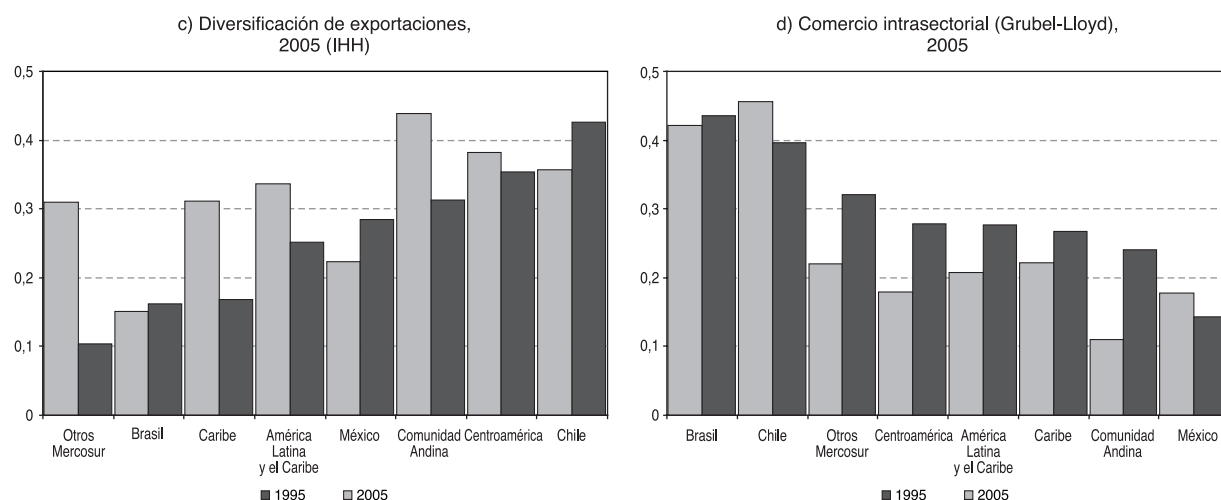 c) Diversificación de exportaciones,
2005 (IHH)
0,5
0,4
0,3
0,2
0,1
0
Otros
Mercosur
Brasil
Caribe
América
Latina
y el Caribe
México
Comunidad
Andina
Centroamérica
Chile
1995
2005
d) Comercio intrasectorial (Grubel-Lloyd),
2005
0,5
0,4
0,3
0,2
0,1
0
Brasil
Chile
Otros
Mercosur
Centroamérica
América
Latina
y el Caribe
Caribe
Comunidad
Andina
México
1995
2005